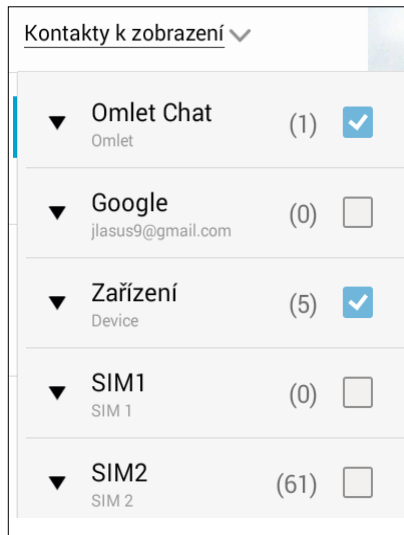 Kontakty k zobrazení
Omlet Chat (1)
Omlet
Google (0)
jlasus9@gmail.com
Zařízení (5)
Device
SIM1 (0)
SIM 1
SIM2 (61)
SIM 2